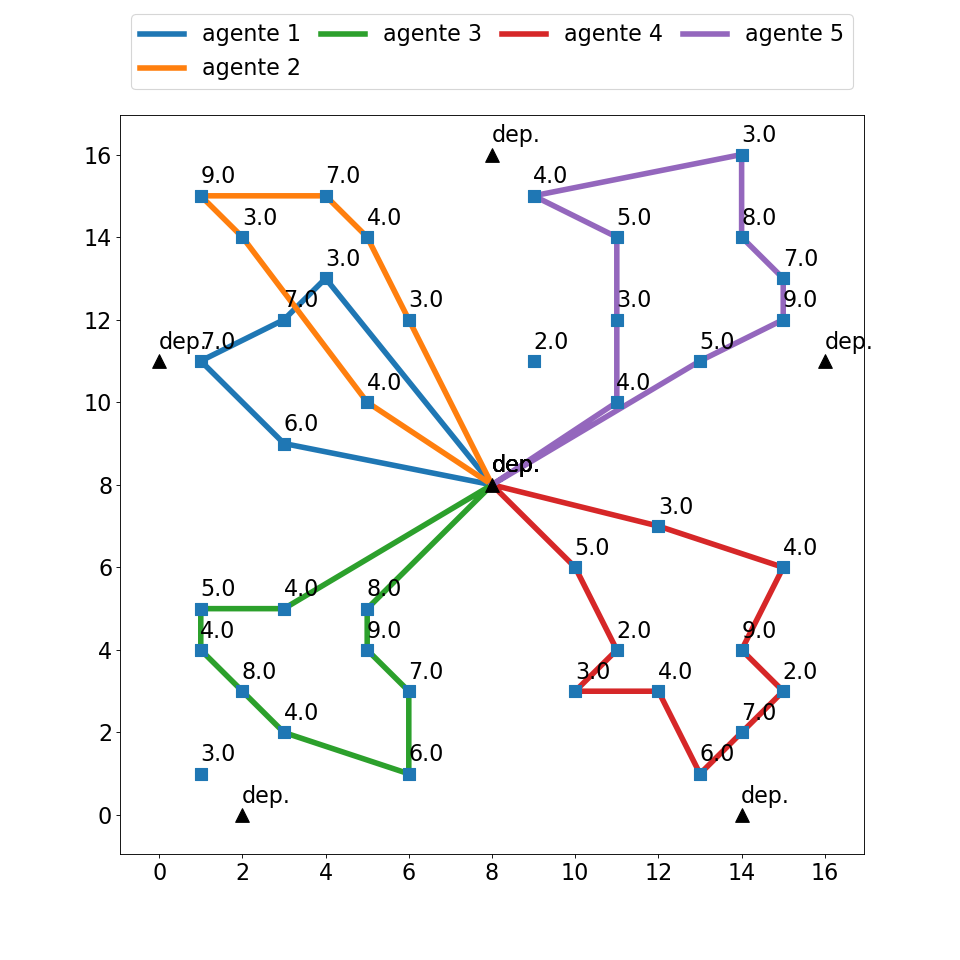 agente 1 agente 3 agente 4 agente 5
agente 2
dep. 3.0
16
9.0 7.0 4.0
3.0 4.0 5.0 8.0
14
3.0 7.0
7.0 3.0 3.0 9.0
12
dep. 7.0 2.0 5.0 dep.
4.0 4.0
10
6.0
dep.
dep.
8
3.0
5.0 4.0
6
5.0 4.0 8.0
4.0 9.0 2.0 9.0
4
8.0 7.0 3.0 4.0 2.0
4.0 7.0
2
3.0 6.0 6.0
dep. dep.
0
0 2 4 6 8 10 12 14 16